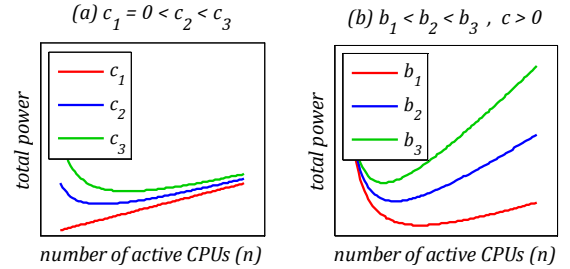 (a) c₁ = 0 < c₂ < c₃
c₁
c₂
c₃
total power
number of active CPUs (n)
(b) b₁ < b₂ < b₃ , c > 0
b₁
b₂
b₃
total power
number of active CPUs (n)